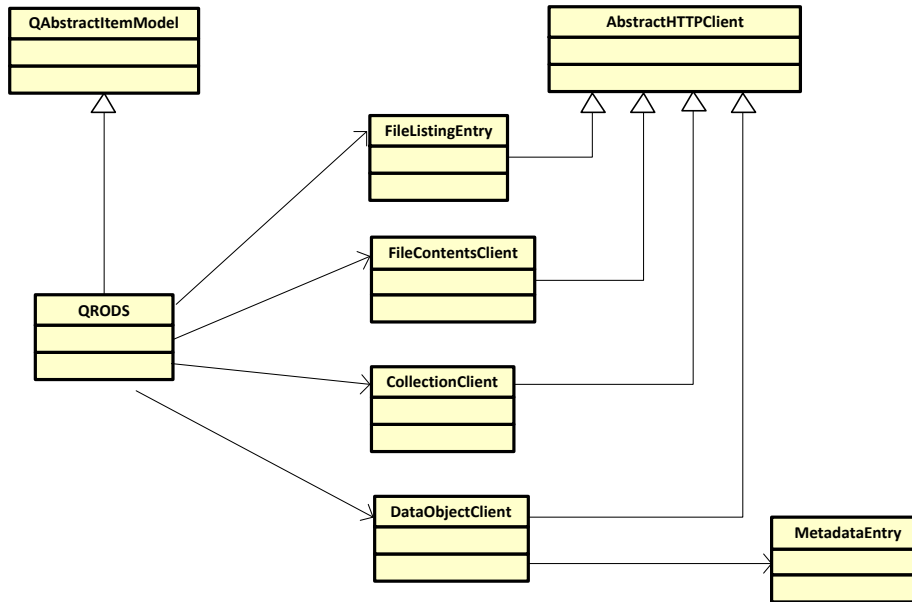 QAbstractItemModel
AbstractHTTPClient
FileListingEntry
FileContentsClient
QRODS
CollectionClient
DataObjectClient
MetadataEntry